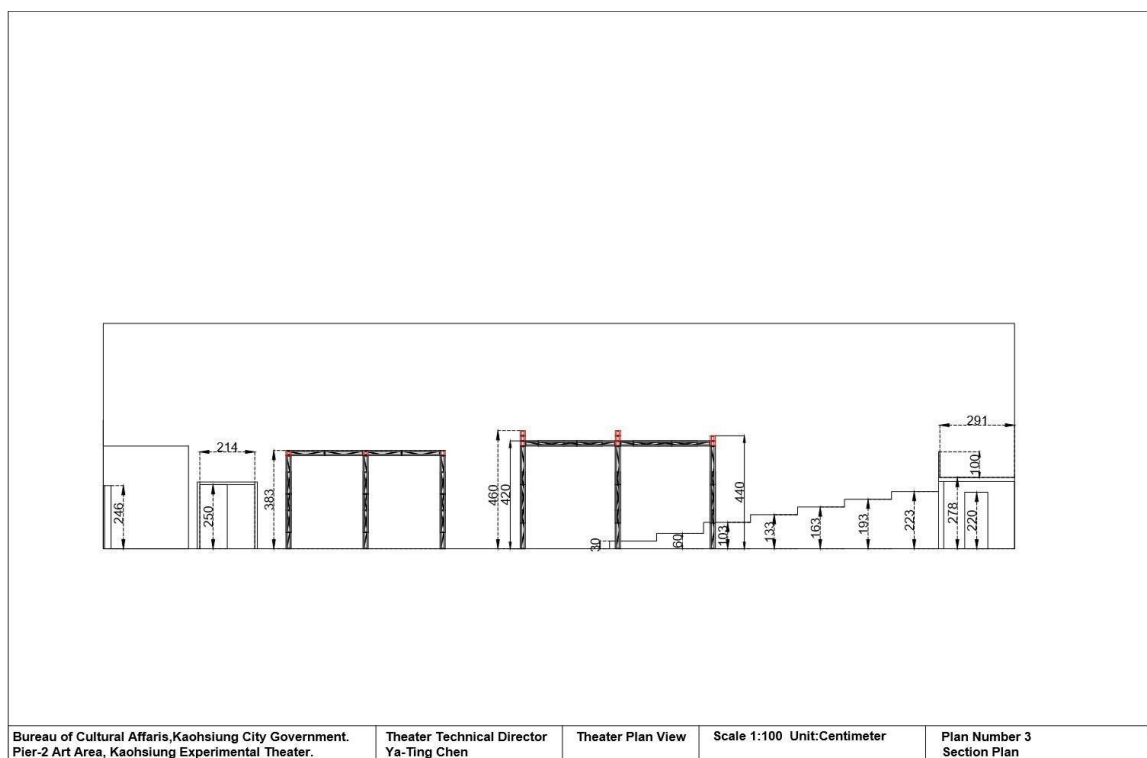 291
214
100
246
250
383
460
420
440
30
60
103
133
163
193
223
278
220
Bureau of Cultural Affaris,Kaohsiung City Government.
Pier-2 Art Area, Kaohsiung Experimental Theater.
Theater Technical Director
Ya-Ting Chen
Theater Plan View
Scale 1:100 Unit:Centimeter
Plan Number 3
Section Plan